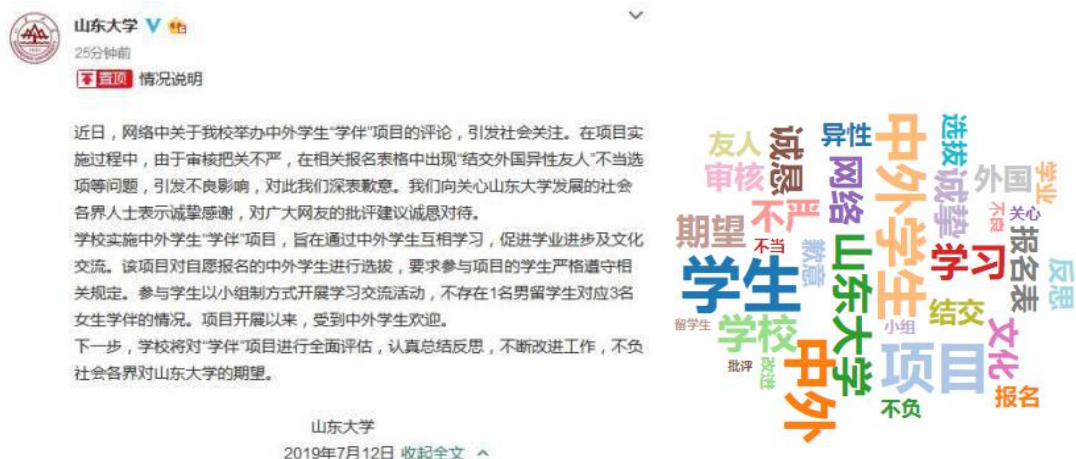 山东大学
25分钟前
置顶 情况说明
近日，网络中关于我校举办中外学生“学伴”项目的评论，引发社会关注。在项目实
施过程中，由于审核把关不严，在相关报名表格中出现“结交外国异性友人”不当选
项等问题，引发不良影响，对此我们深表歉意。我们向关心山东大学发展的社会
各界人士表示诚挚感谢，对广大网友的批评建议诚恳对待。
学校实施中外学生“学伴”项目，旨在通过中外学生互相学习，促进学业进步及文化
交流。该项目对自愿报名的中外学生进行选拔，要求参与项目的学生严格遵守相
关规定。参与学生以小组制方式开展学习交流活动，不存在1名男留学生对应3名
女生学伴的情况。项目开展以来，受到中外学生欢迎。
下一步，学校将对“学伴”项目进行全面评估，认真总结反思，不断改进工作，不负
社会各界对山东大学的期望。
山东大学
2019年7月12日 收起全文
友人
诚恳
异性
中外学生
选拔
审核
网络
诚挚
外国
学业
期望
不严
不良
关心
不当
歉意
山东大学
学习
报名表
反思
学生
留学生
学校
小组
结交
文化
批评
改进
中外
项目
不负
报名